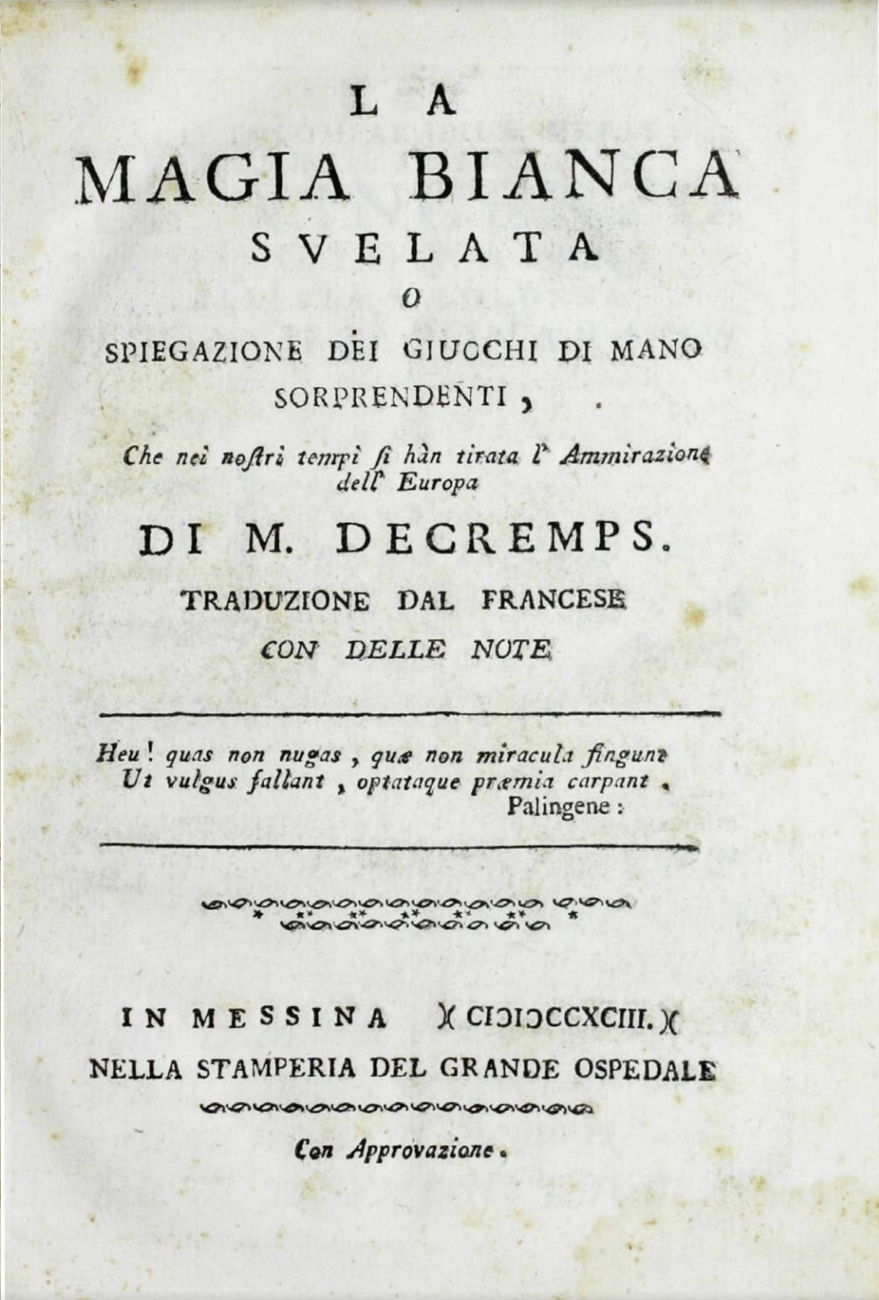 LA
MAGIA BIANCA
SVELATA
O
SPIEGAZIONE DEI GIUOCHI DI MANO
SORPRENDENTI,
Che nei noſtri tempi ſi hàn tirata l' Ammirazione
dell' Europa
DI M. DECREMPS.
TRADUZIONE DAL FRANCESE
CON DELLE NOTE
Heu! quas non nugas, quæ non miracula fingunt
Ut vulgus fallant, optataque præmia carpant.
Palingene:
IN MESSINA )( CIƆIƆCCXCIII. )(
NELLA STAMPERIA DEL GRANDE OSPEDALE
Con Approvazione.